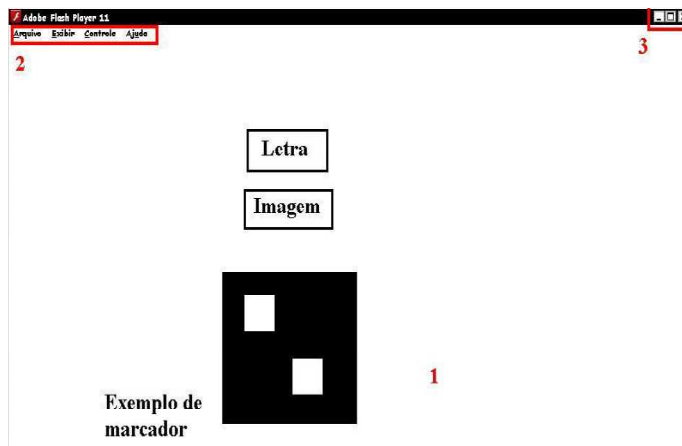 Adobe Flash Player 11
Arquivo Exibir Controle Ajuda
2
3
Letra
Imagem
1
Exemplo de
marcador